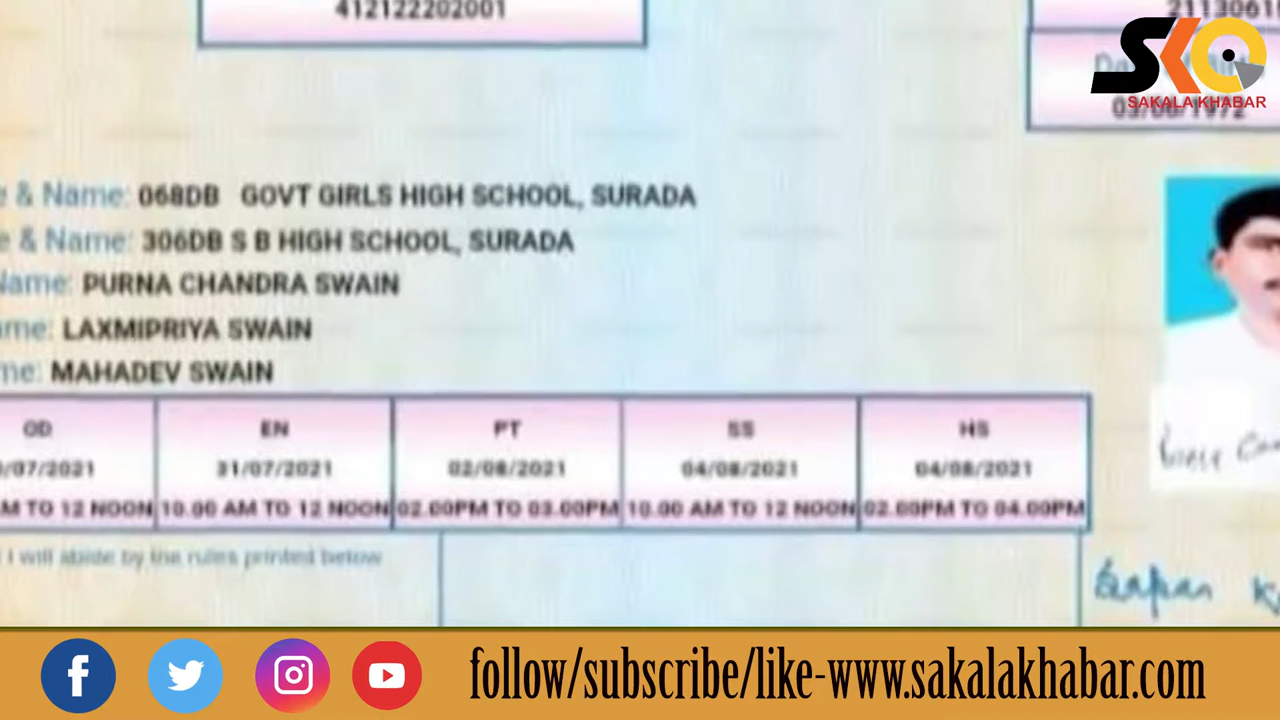 412122202001
SKQ
SAKALA KHABAR
e & Name: 068DB GOVT GIRLS HIGH SCHOOL, SURADA
e & Name: 306DB S B HIGH SCHOOL, SURADA
Name: PURNA CHANDRA SWAIN
ame: LAXMIPRIYA SWAIN
me: MAHADEV SWAIN
OD EN PT SS HS
/07/2021 31/07/2021 02/08/2021 04/08/2021 04/08/2021
M TO 12 NOON 10.00 AM TO 12 NOON 02.00PM TO 03.00PM 10.00 AM TO 12 NOON 02.00PM TO 04.00PM
I will abide by the rules printed below
follow/subscribe/like-www.sakalakhabar.com